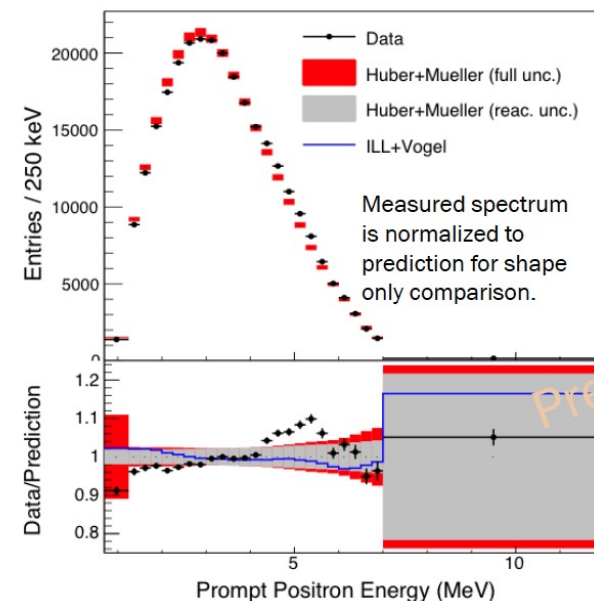 20000
15000
10000
5000
0
Entries / 250 keV
Data
Huber+Mueller (full unc.)
Huber+Mueller (reac. unc.)
ILL+Vogel
Measured spectrum
is normalized to
prediction for shape
only comparison.
1.2
1.1
1
0.9
0.8
Data/Prediction
Pre
5
10
Prompt Positron Energy (MeV)